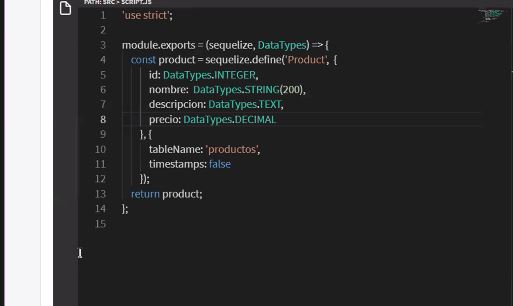 PATH: SRC > SCRIPT.JS
1 'use strict';
2
3 module.exports = (sequelize, DataTypes) => {
4 const product = sequelize.define('Product', {
5 id: DataTypes.INTEGER,
6 nombre: DataTypes.STRING(200),
7 descripcion: DataTypes.TEXT,
8 precio: DataTypes.DECIMAL
9 }, {
10 tableName: 'productos',
11 timestamps: false
12 });
13 return product;
14 };
15